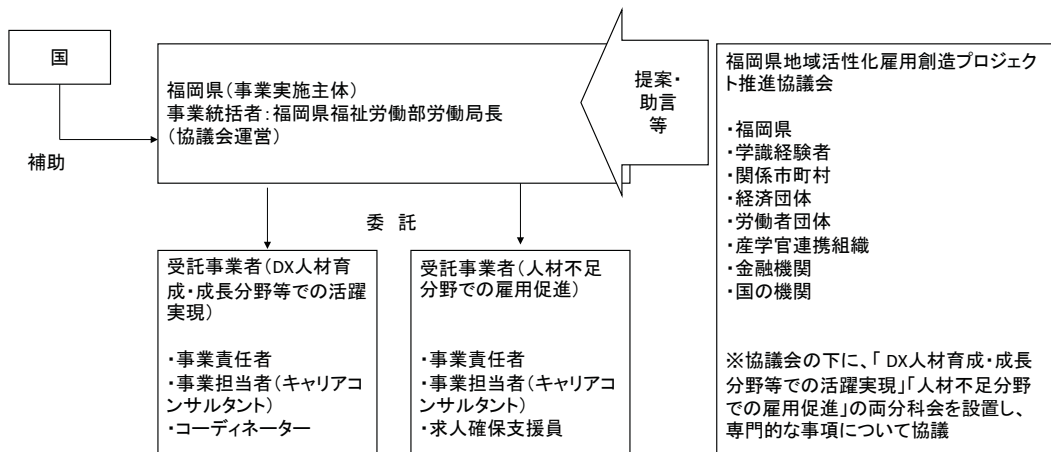 国
補助
福岡県（事業実施主体）
事業統括者：福岡県福祉労働部労働局長
（協議会運営）
提案・
助言
等
委 託
受託事業者（DX人材育
成・成長分野等での活躍
実現）
・事業責任者
・事業担当者（キャリアコ
ンサルタント）
・コーディネーター
受託事業者（人材不足
分野での雇用促進）
・事業責任者
・事業担当者（キャリアコ
ンサルタント）
・求人確保支援員
福岡県地域活性化雇用創造プロジェク
ト推進協議会
・福岡県
・学識経験者
・関係市町村
・経済団体
・労働者団体
・産学官連携組織
・金融機関
・国の機関
※協議会の下に、「 DX人材育成・成長
分野等での活躍実現」「人材不足分野
での雇用促進」の両分科会を設置し、
専門的な事項について協議